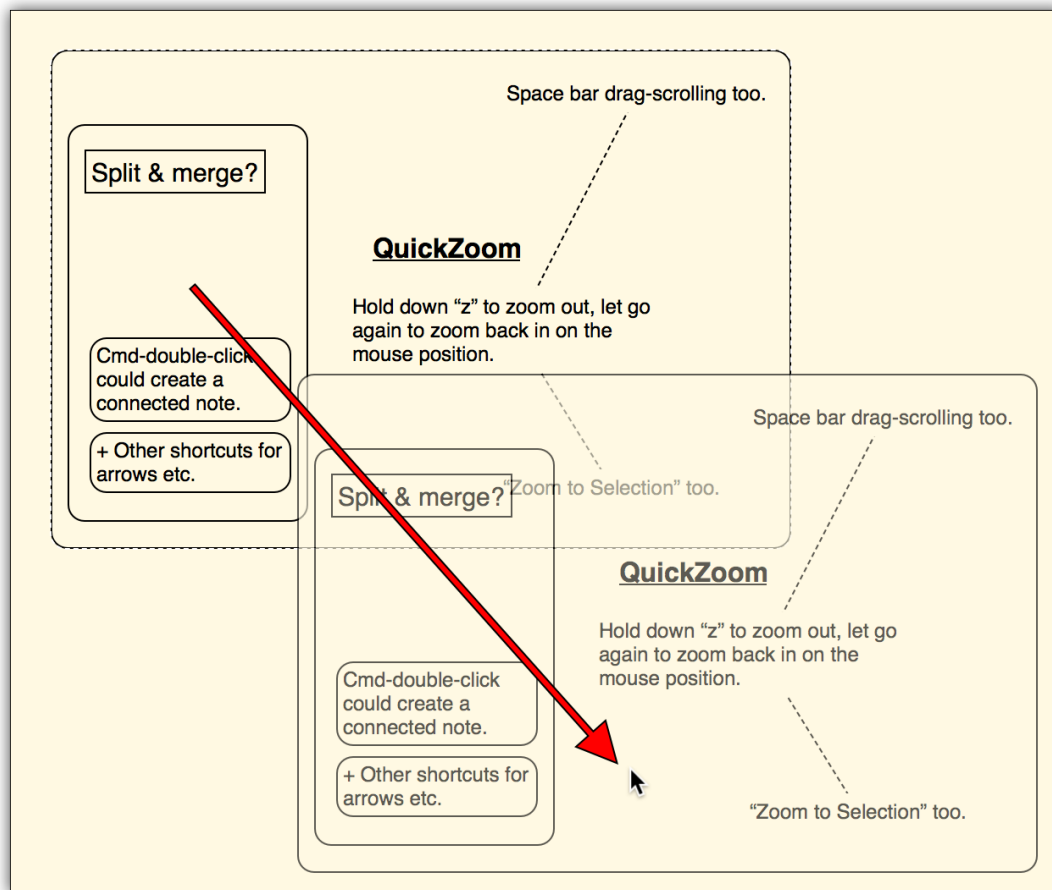 Space bar drag-scrolling too.
Split & merge?
QuickZoom
Hold down “z” to zoom out, let go
again to zoom back in on the
mouse position.
Cmd-double-click
could create a
connected note.
+ Other shortcuts for
arrows etc.
“Zoom to Selection” too.
Space bar drag-scrolling too.
Split & merge?
QuickZoom
Hold down “z” to zoom out, let go
again to zoom back in on the
mouse position.
Cmd-double-click
could create a
connected note.
+ Other shortcuts for
arrows etc.
“Zoom to Selection” too.